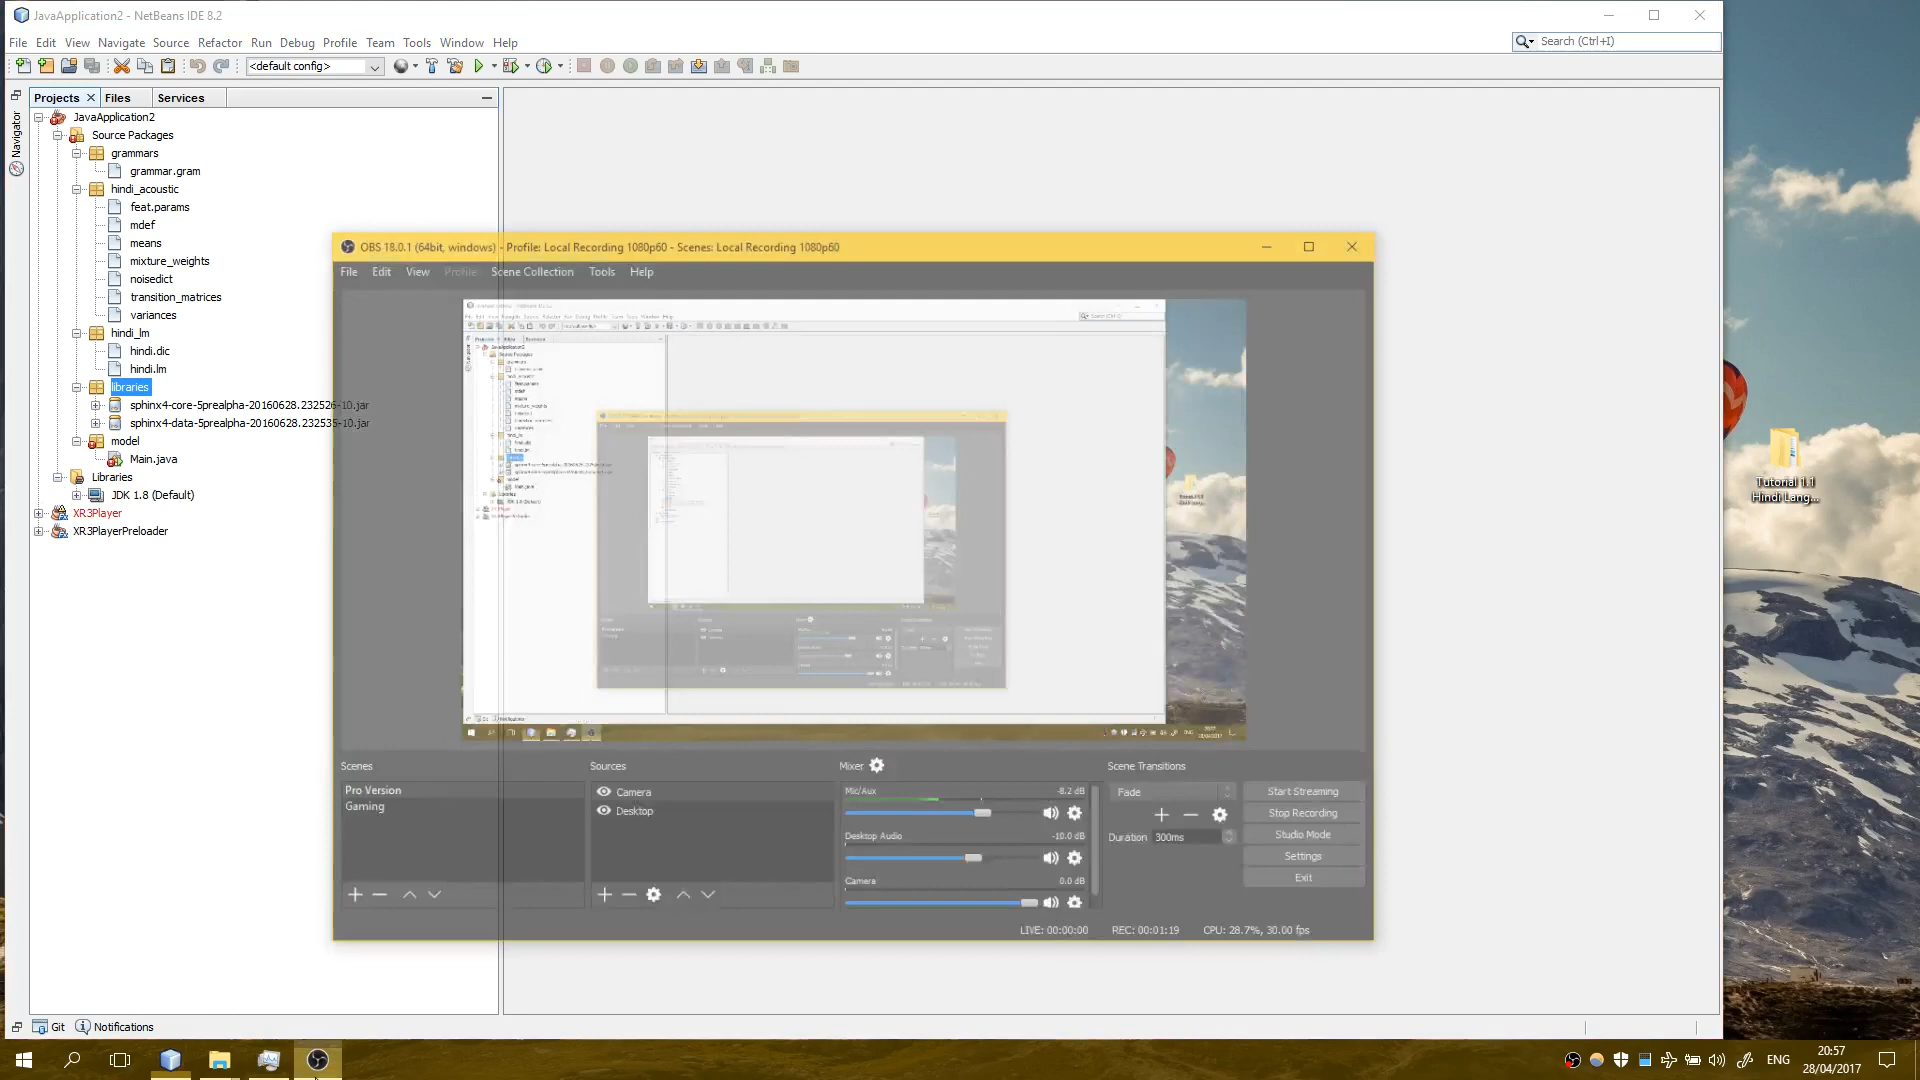 JavaApplication2 - NetBeans IDE 8.2
File Edit View Navigate Source Refactor Run Debug Profile Team Tools Window Help
Search (Ctrl+I)
<default config>
Projects Files Services
Navigator
JavaApplication2
Source Packages
grammars
grammar.gram
hindi_acoustic
feat.params
mdef
means
mixture_weights
noisedict
transition_matrices
variances
hindi_lm
hindi.dic
hindi.lm
libraries
sphinx4-core-5prealpha-20160628.232526-10.jar
sphinx4-data-5prealpha-20160628.232535-10.jar
model
Main.java
Libraries
JDK 1.8 (Default)
XR3Player
XR3PlayerPreloader
OBS 18.0.1 (64bit, windows) - Profile: Local Recording 1080p60 - Scenes: Local Recording 1080p60
File Edit View Profile Scene Collection Tools Help
Scenes
Pro Version
Gaming
Sources
Camera
Desktop
Mixer
Mic/Aux -8.2 dB
Desktop Audio -10.0 dB
Camera 0.0 dB
Scene Transitions
Fade
Duration 300ms
Start Streaming
Stop Recording
Studio Mode
Settings
Exit
LIVE: 00:00:00 REC: 00:01:19 CPU: 28.7%, 30.00 fps
Tutorial 1.1
Hindi Lang...
Git Notifications
ENG
20:57
28/04/2017